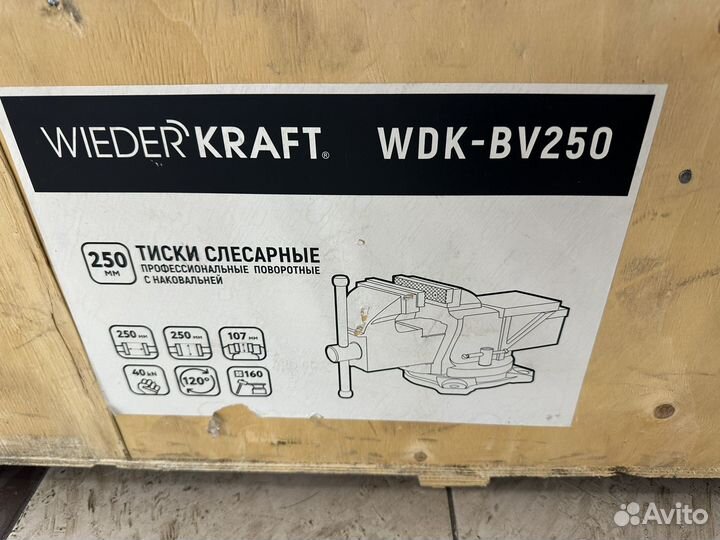 WIEDERKRAFT® WDK-BV250
250 мм
ТИСКИ СЛЕСАРНЫЕ
ПРОФЕССИОНАЛЬНЫЕ ПОВОРОТНЫЕ
С НАКОВАЛЬНЕЙ
250 мм 250 мм 107 мм
40 kN 120° 160
Avito